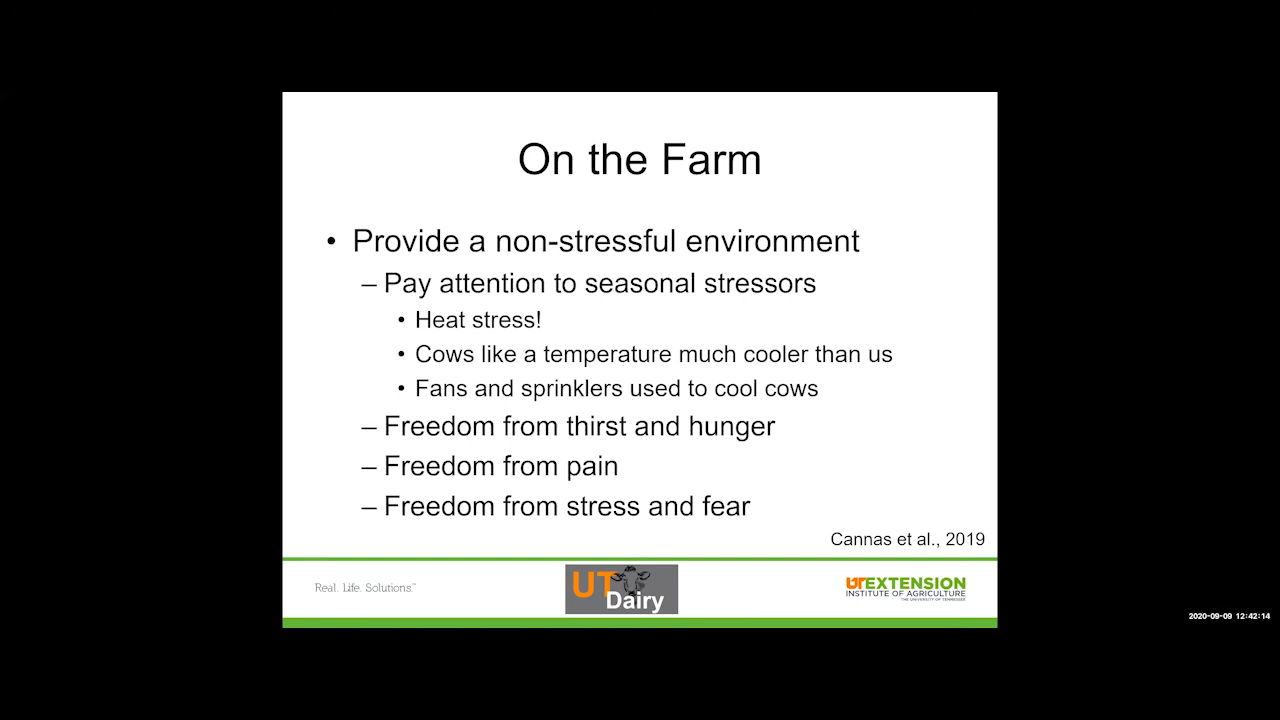 On the Farm
• Provide a non-stressful environment
– Pay attention to seasonal stressors
• Heat stress!
• Cows like a temperature much cooler than us
• Fans and sprinklers used to cool cows
– Freedom from thirst and hunger
– Freedom from pain
– Freedom from stress and fear
Cannas et al., 2019
Real. Life. Solutions.™
UT
Dairy
UT EXTENSION
INSTITUTE OF AGRICULTURE
THE UNIVERSITY OF TENNESSEE
2020-09-09 12:42:14